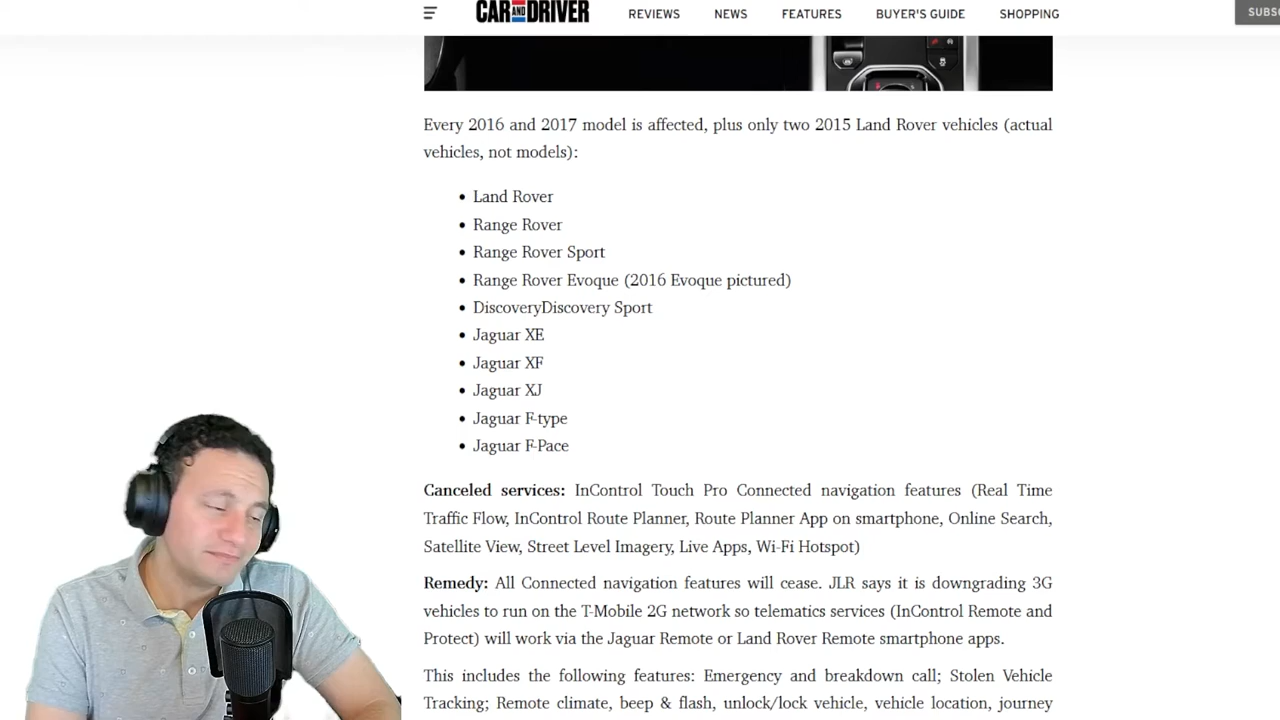 CAR AND DRIVER REVIEWS NEWS FEATURES BUYER'S GUIDE SHOPPING
Every 2016 and 2017 model is affected, plus only two 2015 Land Rover vehicles (actual
vehicles, not models):
• Land Rover
• Range Rover
• Range Rover Sport
• Range Rover Evoque (2016 Evoque pictured)
• DiscoveryDiscovery Sport
• Jaguar XE
• Jaguar XF
• Jaguar XJ
• Jaguar F-type
• Jaguar F-Pace
Canceled services: InControl Touch Pro Connected navigation features (Real Time
Traffic Flow, InControl Route Planner, Route Planner App on smartphone, Online Search,
Satellite View, Street Level Imagery, Live Apps, Wi-Fi Hotspot)
Remedy: All Connected navigation features will cease. JLR says it is downgrading 3G
vehicles to run on the T-Mobile 2G network so telematics services (InControl Remote and
Protect) will work via the Jaguar Remote or Land Rover Remote smartphone apps.
This includes the following features: Emergency and breakdown call; Stolen Vehicle
Tracking; Remote climate, beep & flash, unlock/lock vehicle, vehicle location, journey